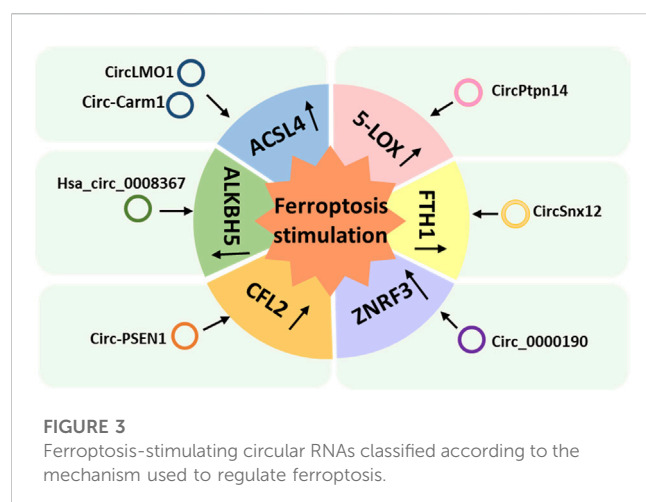 CircLMO1
Circ-Carm1
ACSL4
5-LOX
CircPtpn14
Hsa_circ_0008367
ALKBH5
Ferroptosis
stimulation
FTH1
CircSnx12
CFL2
ZNRF3
Circ-PSEN1
Circ_0000190
FIGURE 3
Ferroptosis-stimulating circular RNAs classified according to the
mechanism used to regulate ferroptosis.